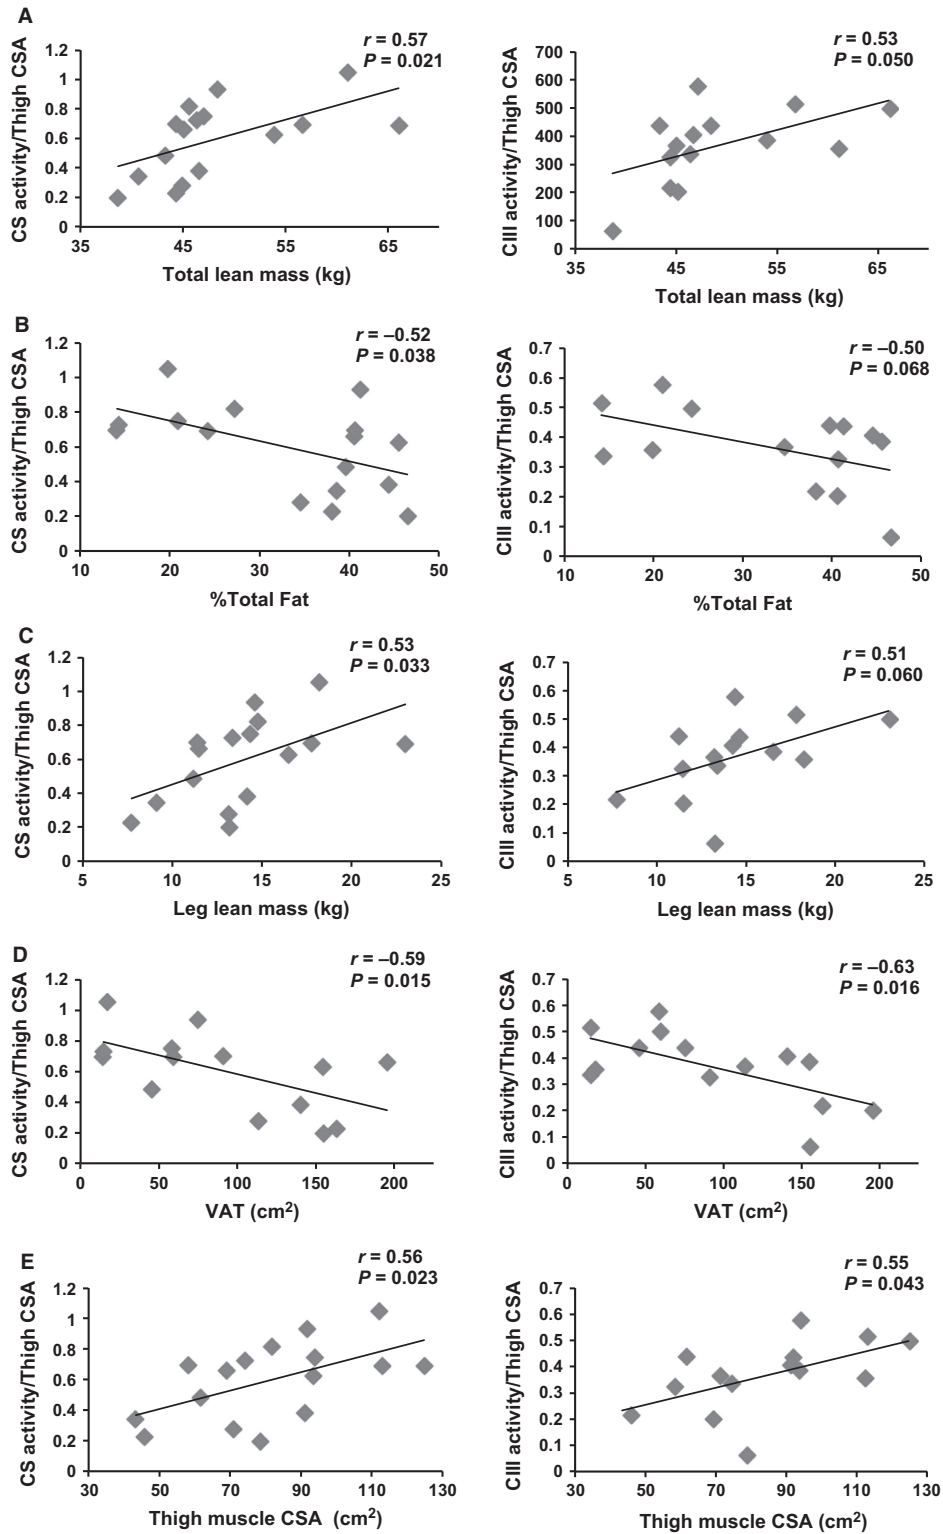 A
r = 0.57
P = 0.021
CS activity/Thigh CSA
1.2
1
0.8
0.6
0.4
0.2
0
35 45 55 65
Total lean mass (kg)
r = 0.53
P = 0.050
CIII activity/Thigh CSA
700
600
500
400
300
200
100
0
35 45 55 65
Total lean mass (kg)
B
r = –0.52
P = 0.038
CS activity/Thigh CSA
1.2
1
0.8
0.6
0.4
0.2
0
10 20 30 40 50
%Total Fat
r = –0.50
P = 0.068
CIII activity/Thigh CSA
0.7
0.6
0.5
0.4
0.3
0.2
0.1
0
10 20 30 40 50
%Total Fat
C
r = 0.53
P = 0.033
CS activity/Thigh CSA
1.2
1
0.8
0.6
0.4
0.2
0
5 10 15 20 25
Leg lean mass (kg)
r = 0.51
P = 0.060
CIII activity/Thigh CSA
0.7
0.6
0.5
0.4
0.3
0.2
0.1
0
5 10 15 20 25
Leg lean mass (kg)
D
r = –0.59
P = 0.015
CS activity/Thigh CSA
1.2
1
0.8
0.6
0.4
0.2
0
0 50 100 150 200
VAT (cm²)
r = –0.63
P = 0.016
CIII activity/Thigh CSA
0.7
0.6
0.5
0.4
0.3
0.2
0.1
0
0 50 100 150 200
VAT (cm²)
E
r = 0.56
P = 0.023
CS activity/Thigh CSA
1.2
1
0.8
0.6
0.4
0.2
0
30 50 70 90 110 130
Thigh muscle CSA (cm²)
r = 0.55
P = 0.043
CIII activity/Thigh CSA
0.7
0.6
0.5
0.4
0.3
0.2
0.1
0
30 50 70 90 110 130
Thigh muscle CSA (cm²)